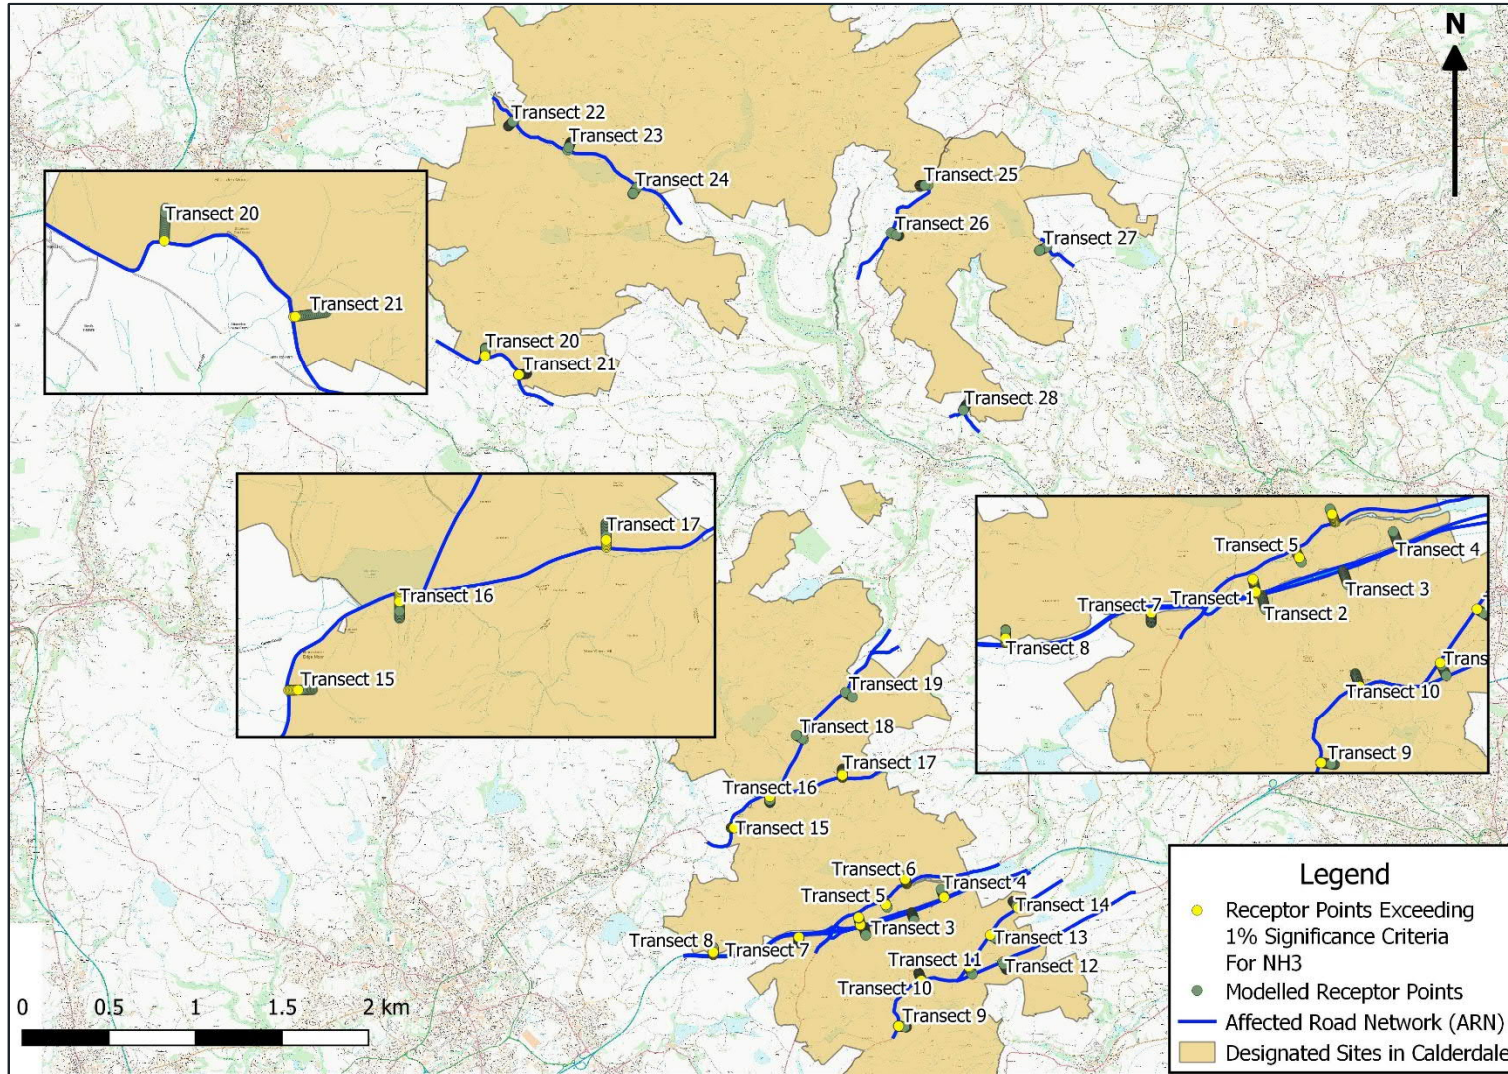 N
Transect 22
Transect 23
Transect 24
Transect 25
Transect 26
Transect 27
Transect 20
Transect 21
Transect 20
Transect 21
Transect 28
Transect 17
Transect 16
Transect 15
Transect 5
Transect 4
Transect 3
Transect 7
Transect 1
Transect 2
Transect 8
Trans
Transect 10
Transect 9
Transect 19
Transect 18
Transect 17
Transect 16
Transect 15
Transect 6
Transect 4
Transect 5
Transect 14
Transect 3
Transect 13
Transect 8
Transect 7
Transect 11
Transect 12
Transect 10
Transect 9
0 0.5 1 1.5 2 km
Legend
Receptor Points Exceeding
1% Significance Criteria
For NH3
Modelled Receptor Points
Affected Road Network (ARN)
Designated Sites in Calderdale